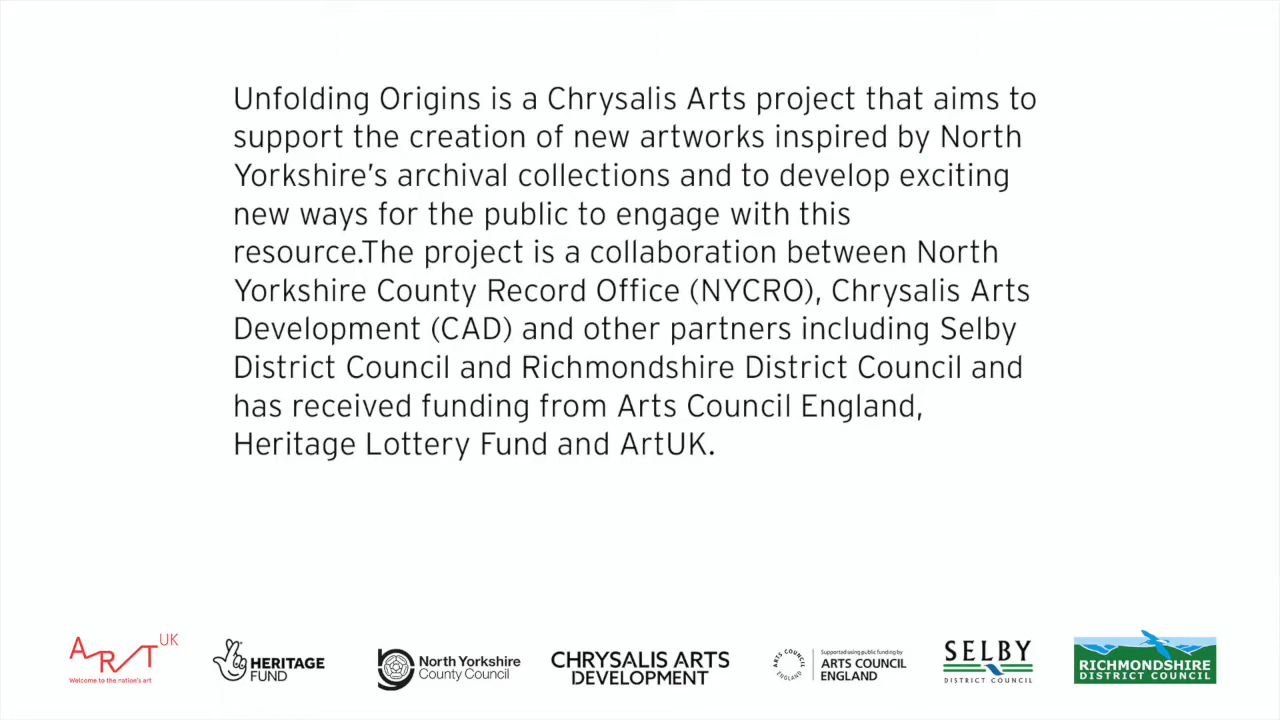 Unfolding Origins is a Chrysalis Arts project that aims to
support the creation of new artworks inspired by North
Yorkshire's archival collections and to develop exciting
new ways for the public to engage with this
resource.The project is a collaboration between North
Yorkshire County Record Office (NYCRO), Chrysalis Arts
Development (CAD) and other partners including Selby
District Council and Richmondshire District Council and
has received funding from Arts Council England,
Heritage Lottery Fund and ArtUK.
ART UK
Welcome to the nation's art
HERITAGE
FUND
North Yorkshire
County Council
CHRYSALIS ARTS
DEVELOPMENT
ARTS COUNCIL ENGLAND
Supported using public funding by
ARTS COUNCIL
ENGLAND
SELBY
DISTRICT COUNCIL
RICHMONDSHIRE
DISTRICT COUNCIL